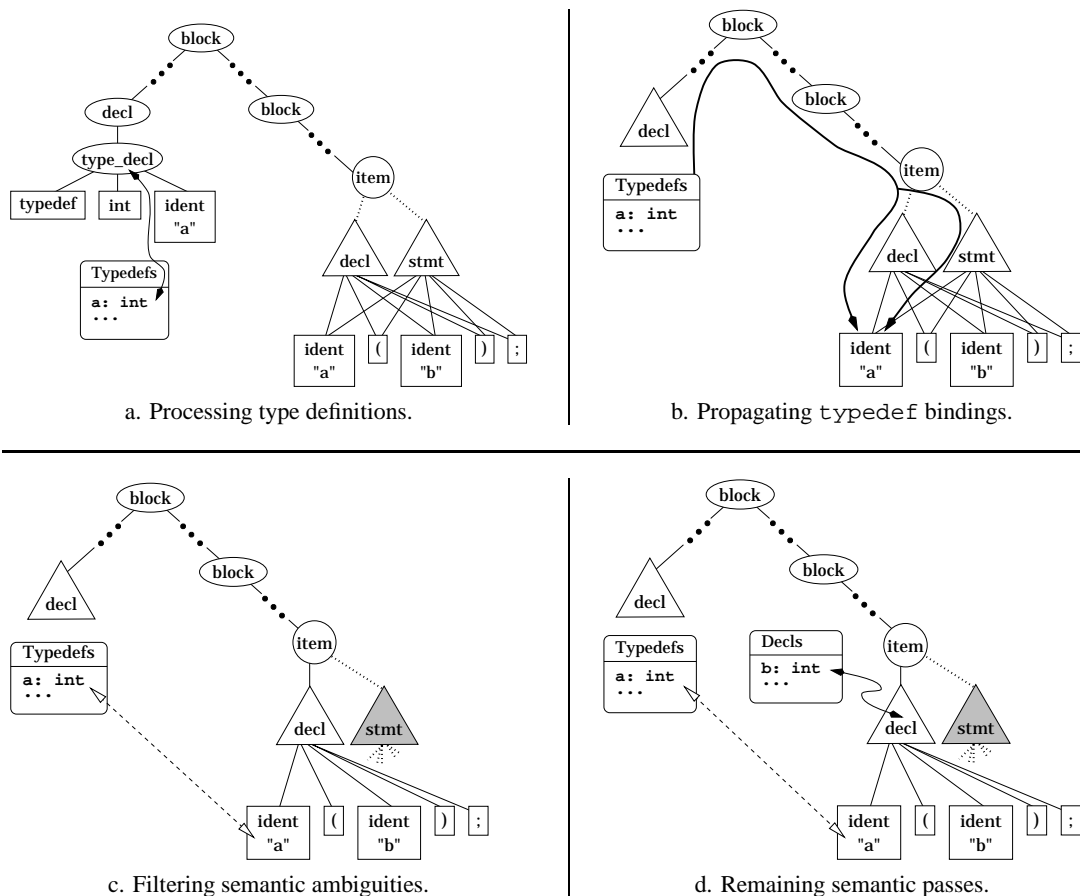 block
decl
block
type_decl
item
typedef
int
ident
"a"
Typedefs
a: int
...
decl
stmt
ident
"a"
(
ident
"b"
)
;
a. Processing type definitions.
block
block
decl
item
Typedefs
a: int
...
decl
stmt
ident
"a"
(
ident
"b"
)
;
b. Propagating typedef bindings.
block
block
decl
item
Typedefs
a: int
...
decl
stmt
ident
"a"
(
ident
"b"
)
;
c. Filtering semantic ambiguities.
block
block
decl
item
Typedefs
a: int
...
Decls
b: int
...
decl
stmt
ident
"a"
(
ident
"b"
)
;
d. Remaining semantic passes.